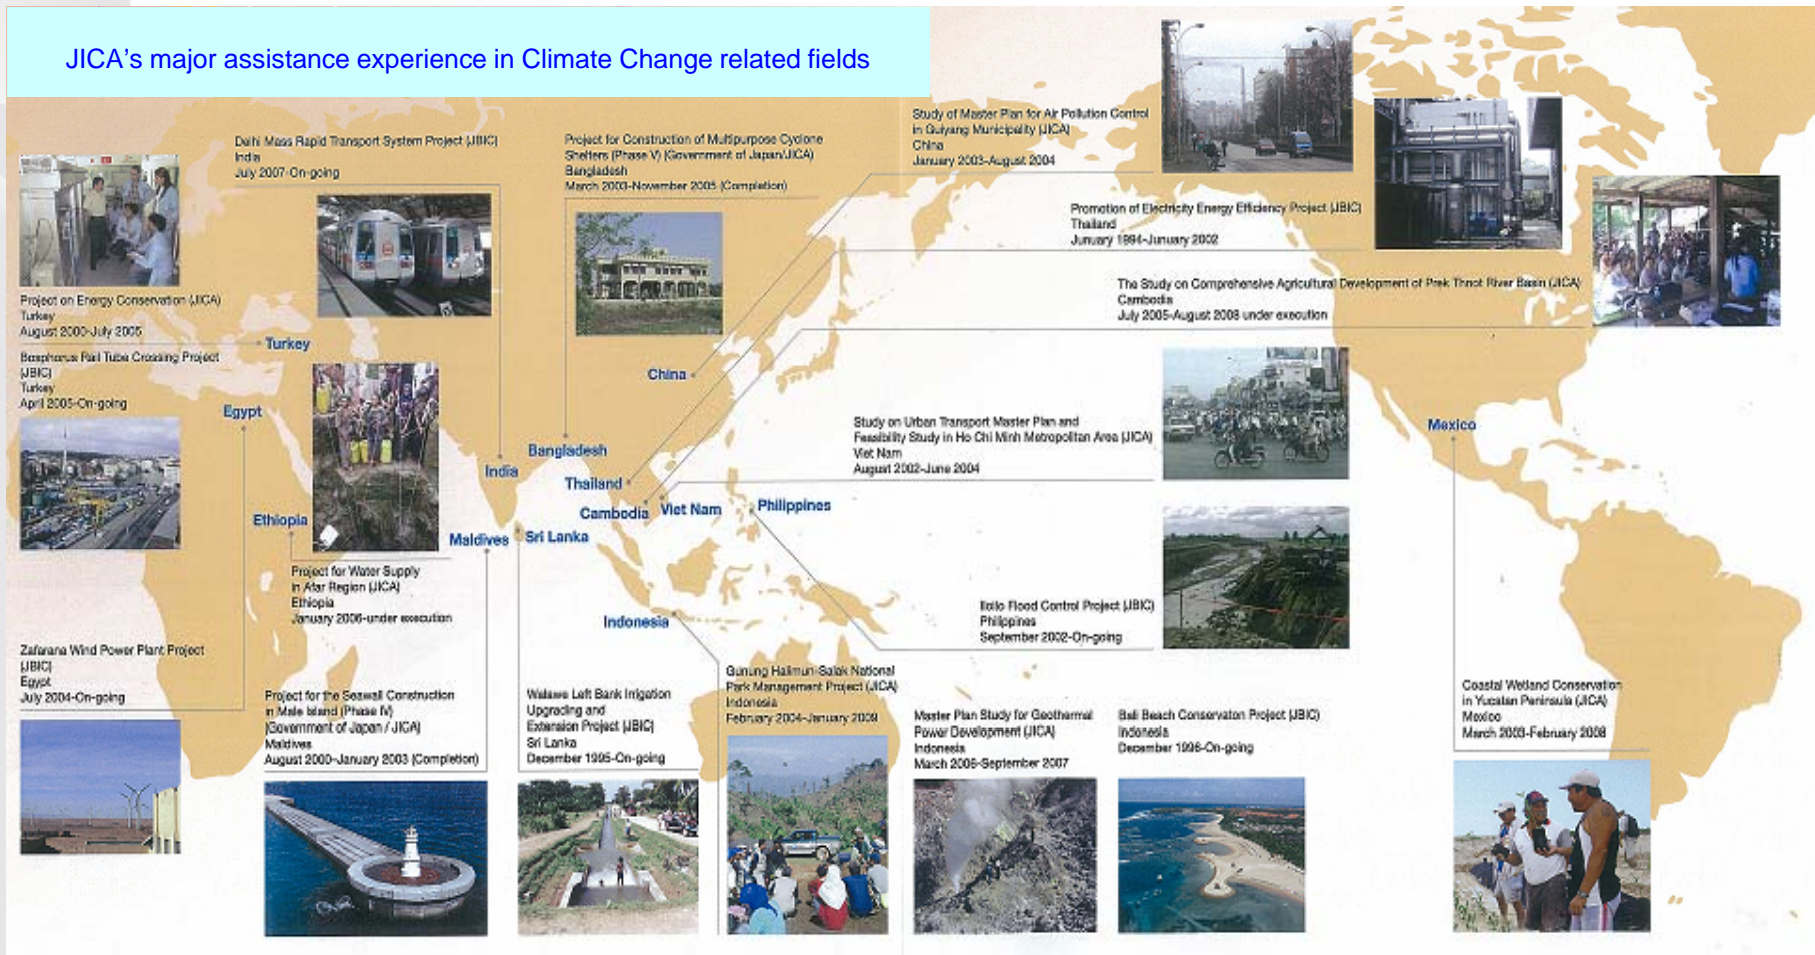 JICA's major assistance experience in Climate Change related fields
Delhi Mass Rapid Transport System Project (JBIC)
India
July 2007-On-going
Project for Construction of Multipurpose Cyclone
Shelters (Phase V) (Government of Japan/JICA)
Bangladesh
March 2003-November 2005 (Completion)
Study of Master Plan for Air Pollution Control
in Guiyang Municipality (JICA)
China
January 2003-August 2004
Promotion of Electricity Energy Efficiency Project (JBIC)
Thailand
Junuary 1994-Junuary 2002
The Study on Comprehensive Agricultural Development of Prek Thnot River Basin (JICA)
Cambodia
July 2005-August 2008 under execution
Project on Energy Conservation (JICA)
Turkey
August 2000-July 2005
Bosphorus Rail Tube Crossing Project
(JBIC)
Turkey
April 2005-On-going
Turkey
Egypt
Ethiopia
India
Bangladesh
China
Thailand
Cambodia
Viet Nam
Philippines
Maldives
Sri Lanka
Indonesia
Mexico
Study on Urban Transport Master Plan and
Feasibility Study in Ho Chi Minh Metropolitan Area (JICA)
Viet Nam
August 2002-June 2004
Project for Water Supply
in Afar Region (JICA)
Ethiopia
January 2006-under execution
Iloilo Flood Control Project (JBIC)
Philippines
September 2002-On-going
Zafarana Wind Power Plant Project
(JBIC)
Egypt
July 2004-On-going
Project for the Seawall Construction
in Male Island (Phase IV)
(Government of Japan / JICA)
Maldives
August 2000-January 2003 (Completion)
Walawe Left Bank Irrigation
Upgrading and
Extension Project (JBIC)
Sri Lanka
December 1995-On-going
Gunung Halimun-Salak National
Park Management Project (JICA)
Indonesia
February 2004-January 2009
Master Plan Study for Geothermal
Power Development (JICA)
Indonesia
March 2006-September 2007
Bali Beach Conservaton Project (JBIC)
Indonesia
December 1996-On-going
Coastal Wetland Conservation
in Yucatan Peninsula (JICA)
Mexico
March 2003-February 2008